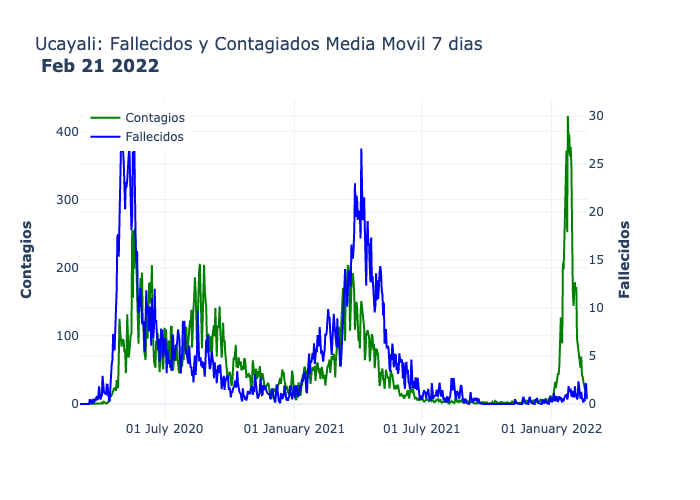 Ucayali: Fallecidos y Contagiados Media Movil 7 dias
Feb 21 2022
Contagios
Fallecidos
400
300
200
100
0
30
25
20
15
10
5
0
Contagios
Fallecidos
01 July 2020
01 January 2021
01 July 2021
01 January 2022